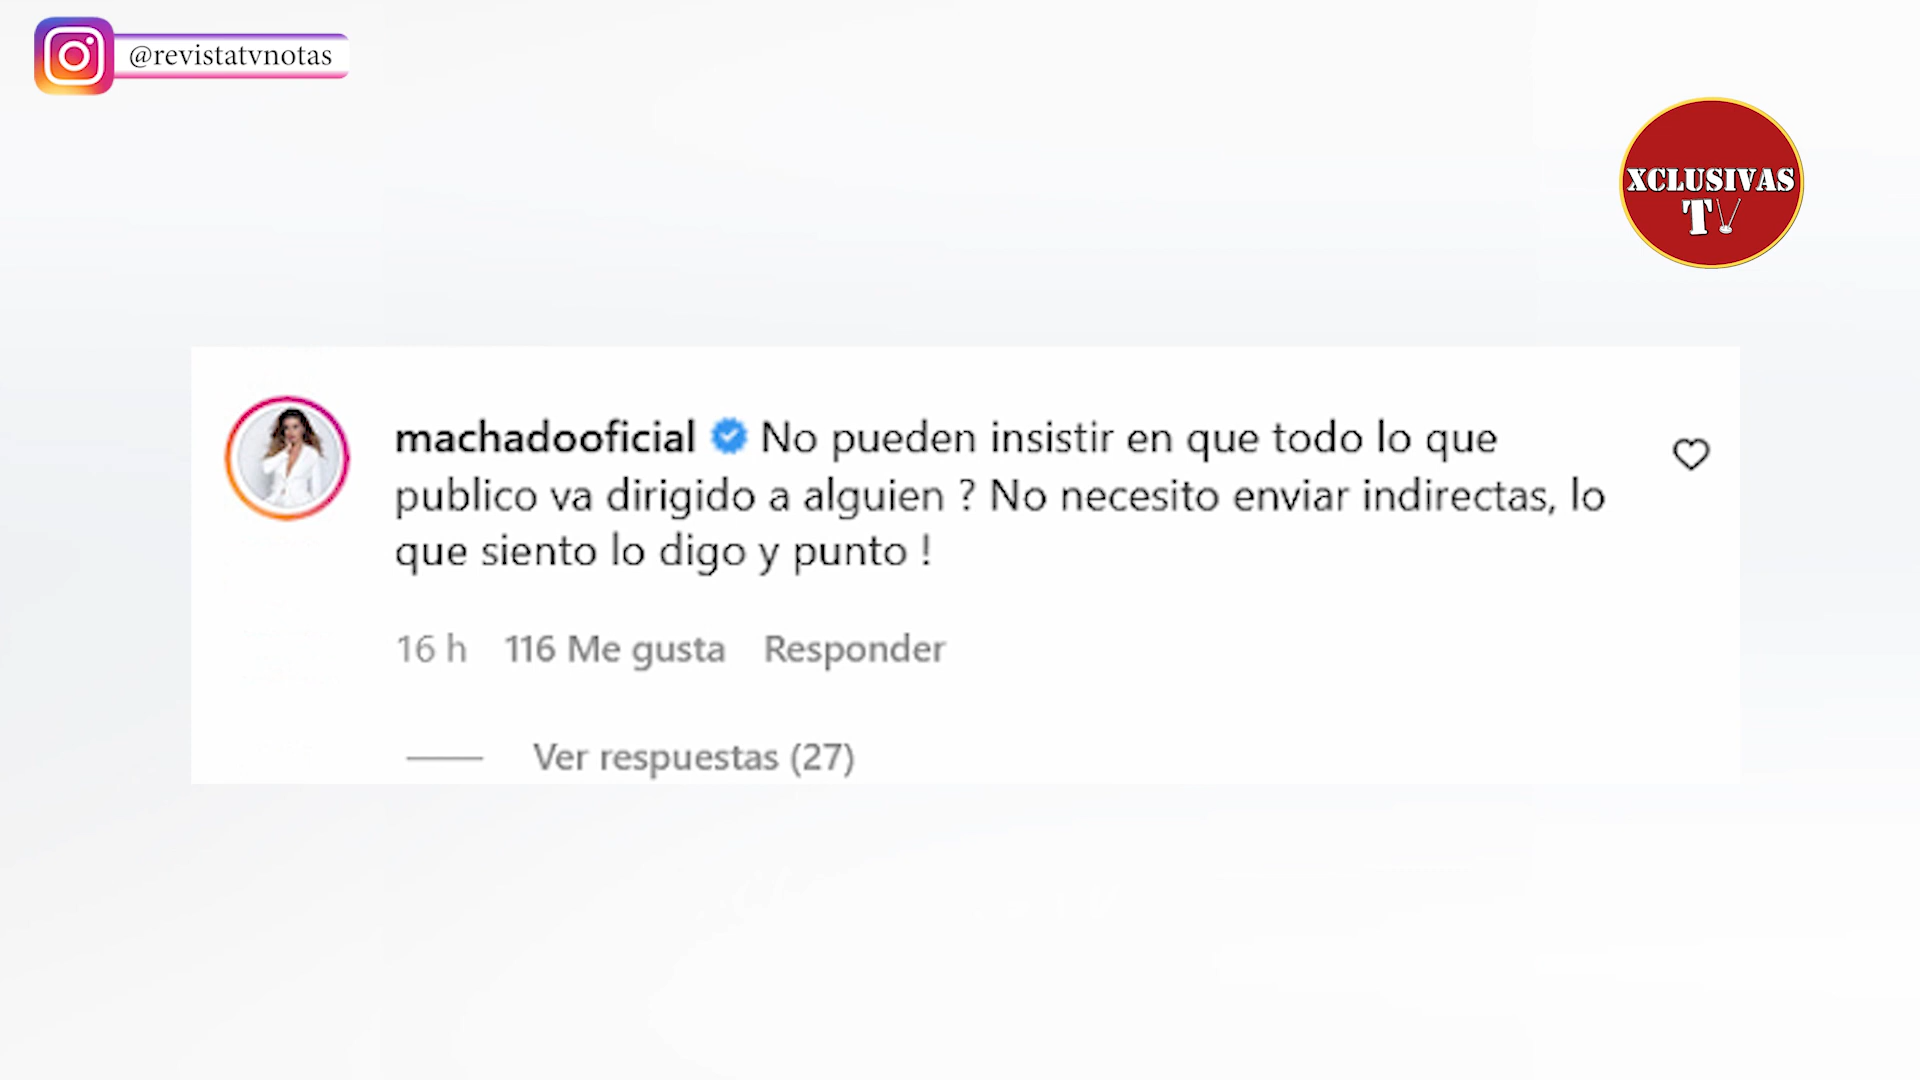 @revistatvnotas
XCLUSIVAS
TV
machadooficial No pueden insistir en que todo lo que
publico va dirigido a alguien ? No necesito enviar indirectas, lo
que siento lo digo y punto !
16 h 116 Me gusta Responder
Ver respuestas (27)